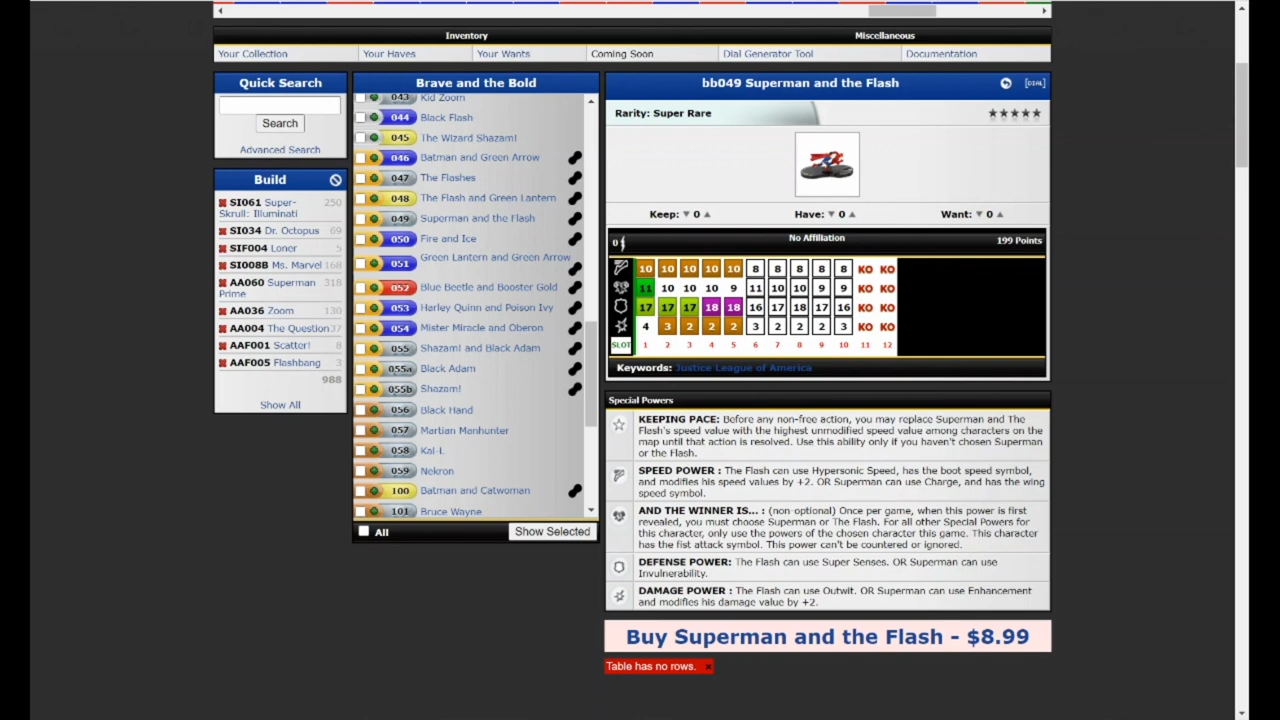 Inventory
Miscellaneous
Your Collection
Your Haves
Your Wants
Coming Soon
Dial Generator Tool
Documentation
Quick Search
Search
Advanced Search
Build
SI061 Super-
Skrull: Illuminati
250
SI034 Dr. Octopus 69
SIF004 Loner 5
SI008B Ms. Marvel 168
AA060 Superman 318
Prime
AA036 Zoom 130
AA004 The Question 37
AAF001 Scatter! 8
AAF005 Flashbang 3
988
Show All
Brave and the Bold
043 Kid Zoom
044 Black Flash
045 The Wizard Shazam!
046 Batman and Green Arrow
047 The Flashes
048 The Flash and Green Lantern
049 Superman and the Flash
050 Fire and Ice
051 Green Lantern and Green Arrow
052 Blue Beetle and Booster Gold
053 Harley Quinn and Poison Ivy
054 Mister Miracle and Oberon
055 Shazam! and Black Adam
055a Black Adam
055b Shazam!
056 Black Hand
057 Martian Manhunter
058 Kal-L
059 Nekron
100 Batman and Catwoman
101 Bruce Wayne
All
Show Selected
bb049 Superman and the Flash
[DIAL]
Rarity: Super Rare
Keep: 0
Have: 0
Want: 0
0
No Affiliation
199 Points
10 10 10 10 10 8 8 8 8 8 KO KO
11 10 10 10 9 11 10 10 9 9 KO KO
17 17 17 18 18 16 17 18 17 16 KO KO
4 3 2 2 2 3 2 2 2 3 KO KO
SLOT 1 2 3 4 5 6 7 8 9 10 11 12
Keywords: Justice League of America
Special Powers
KEEPING PACE: Before any non-free action, you may replace Superman and The
Flash's speed value with the highest unmodified speed value among characters on the
map until that action is resolved. Use this ability only if you haven't chosen Superman
or the Flash.
SPEED POWER : The Flash can use Hypersonic Speed, has the boot speed symbol,
and modifies his speed values by +2. OR Superman can use Charge, and has the wing
speed symbol.
AND THE WINNER IS... : (non-optional) Once per game, when this power is first
revealed, you must choose Superman or The Flash. For all other Special Powers for
this character, only use the powers of the chosen character this game. This character
has the fist attack symbol. This power can't be countered or ignored.
DEFENSE POWER: The Flash can use Super Senses. OR Superman can use
Invulnerability.
DAMAGE POWER : The Flash can use Outwit. OR Superman can use Enhancement
and modifies his damage value by +2.
Buy Superman and the Flash - $8.99
Table has no rows. ×